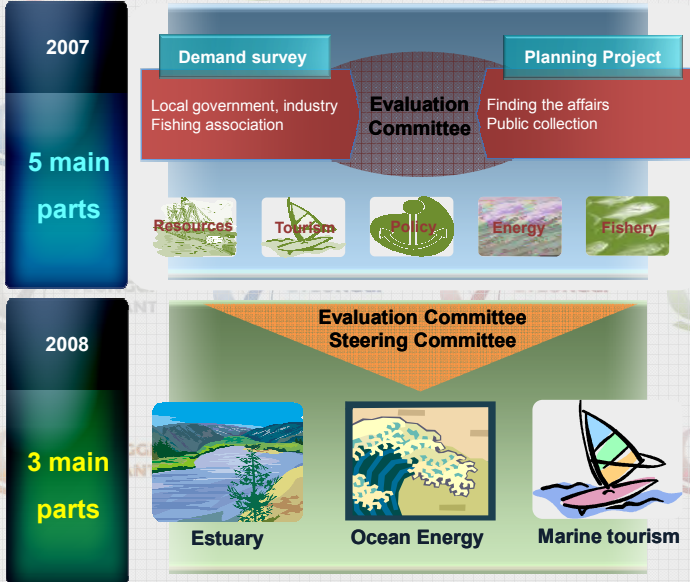 2007
5 main
parts
Demand survey
Local government, industry
Fishing association
Evaluation
Committee
Planning Project
Finding the affairs
Public collection
Resources
Tourism
Policy
Energy
Fishery
2008
3 main
parts
Evaluation Committee
Steering Committee
Estuary
Ocean Energy
Marine tourism